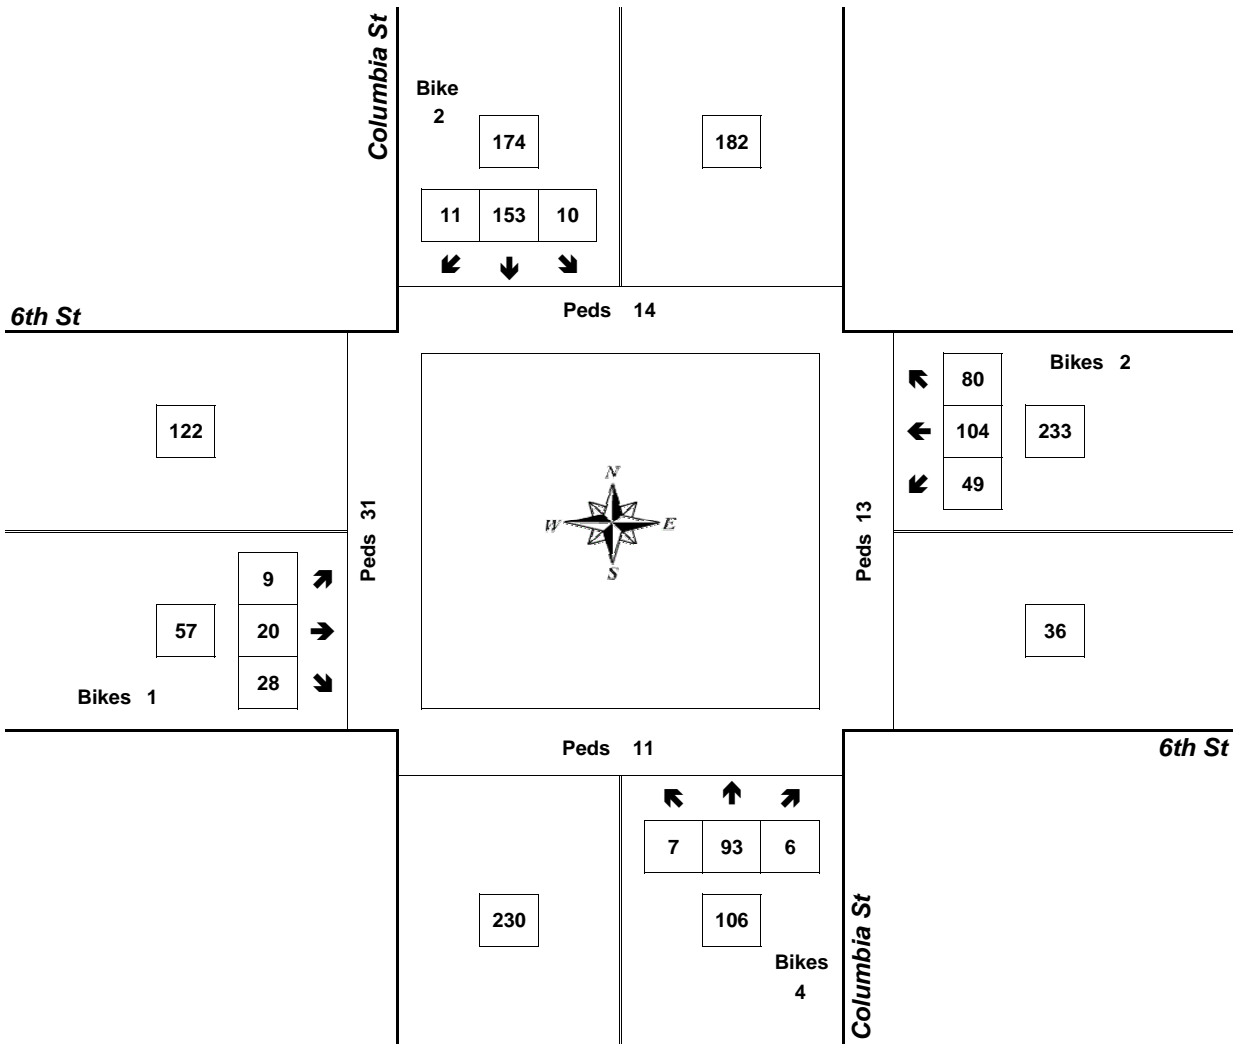 Columbia St
Bike
2
174
182
11 153 10
Peds 14
6th St
Bikes 2
80
122
104 233
49
N
W E
S
Peds 31
Peds 13
9
57 20
28
Bikes 1
36
Peds 11
6th St
7 93 6
230
106
Bikes
4
Columbia St